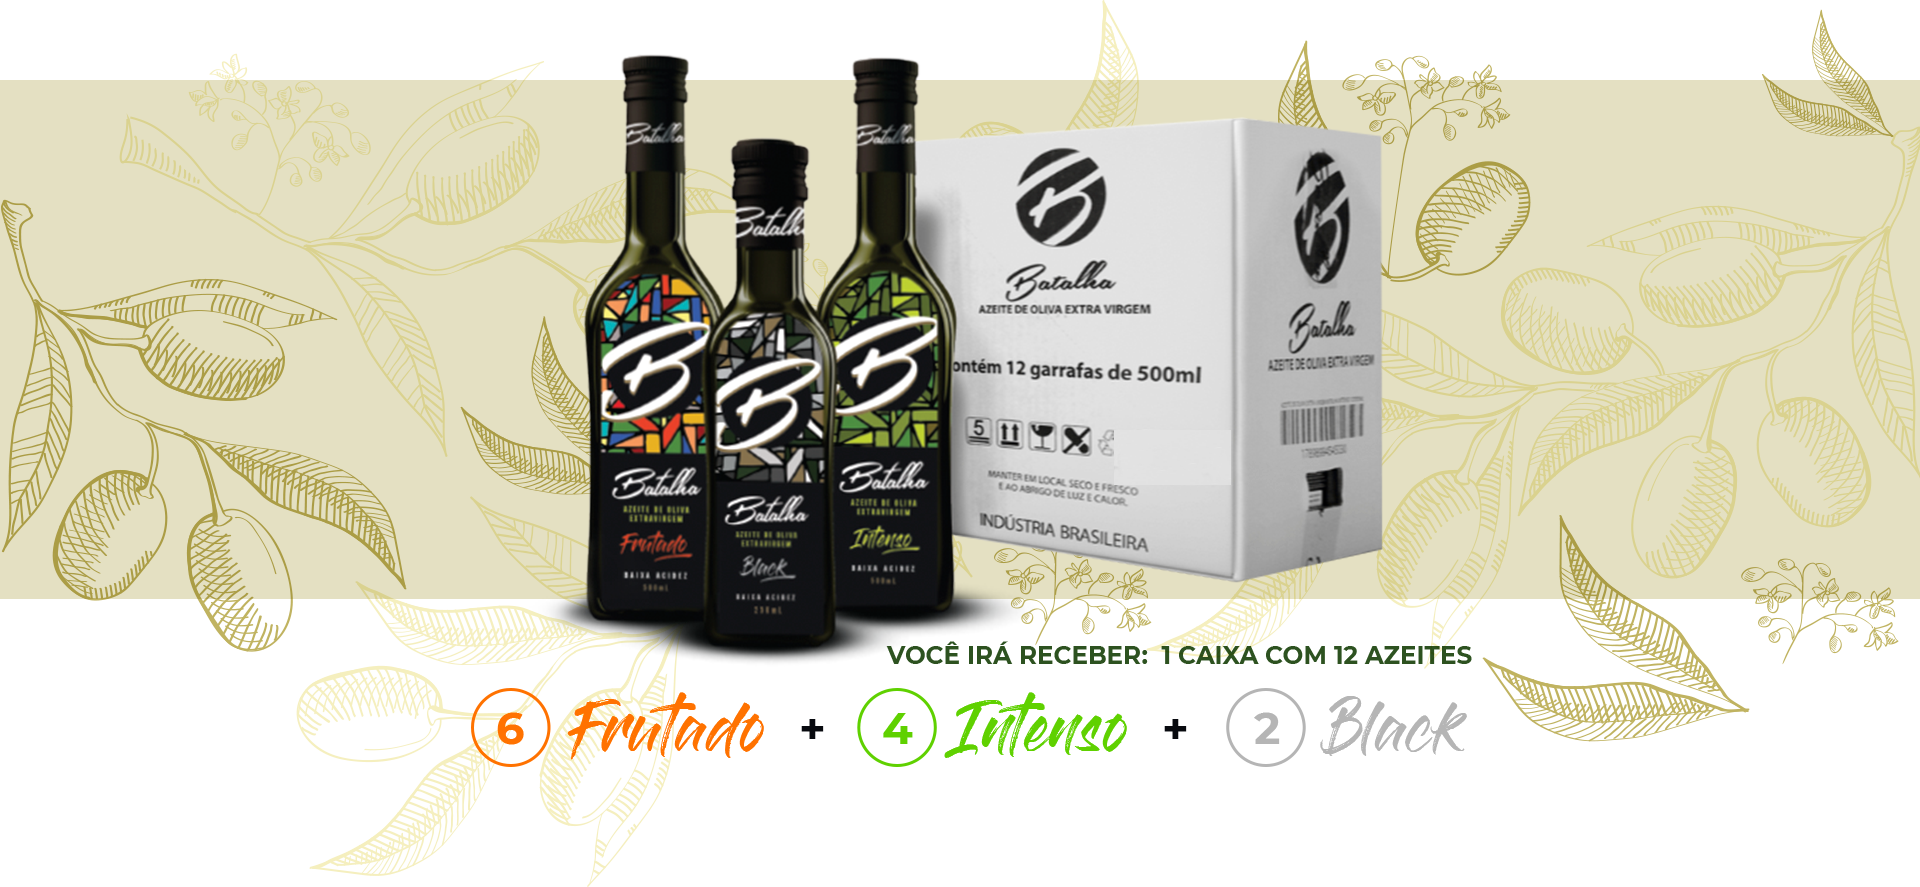 Batalha
Batalha
Batalha
B
B
B
Batalha
AZEITE DE OLIVA
EXTRAVIRGEM
Frutado
BAIXA ACIDEZ
500mL
Batalha
AZEITE DE OLIVA
EXTRAVIRGEM
Black
BAIXA ACIDEZ
250mL
Batalha
AZEITE DE OLIVA
EXTRAVIRGEM
Intenso
BAIXA ACIDEZ
500mL
B
Batalha
AZEITE DE OLIVA EXTRA VIRGEM
ontém 12 garrafas de 500ml
5
MANTER EM LOCAL SECO E FRESCO
E AO ABRIGO DE LUZ E CALOR.
INDÚSTRIA BRASILEIRA
B
Batalha
AZEITE DE OLIVA EXTRA VIRGEM
VOCÊ IRÁ RECEBER: 1 CAIXA COM 12 AZEITES
6 Frutado + 4 Intenso + 2 Black